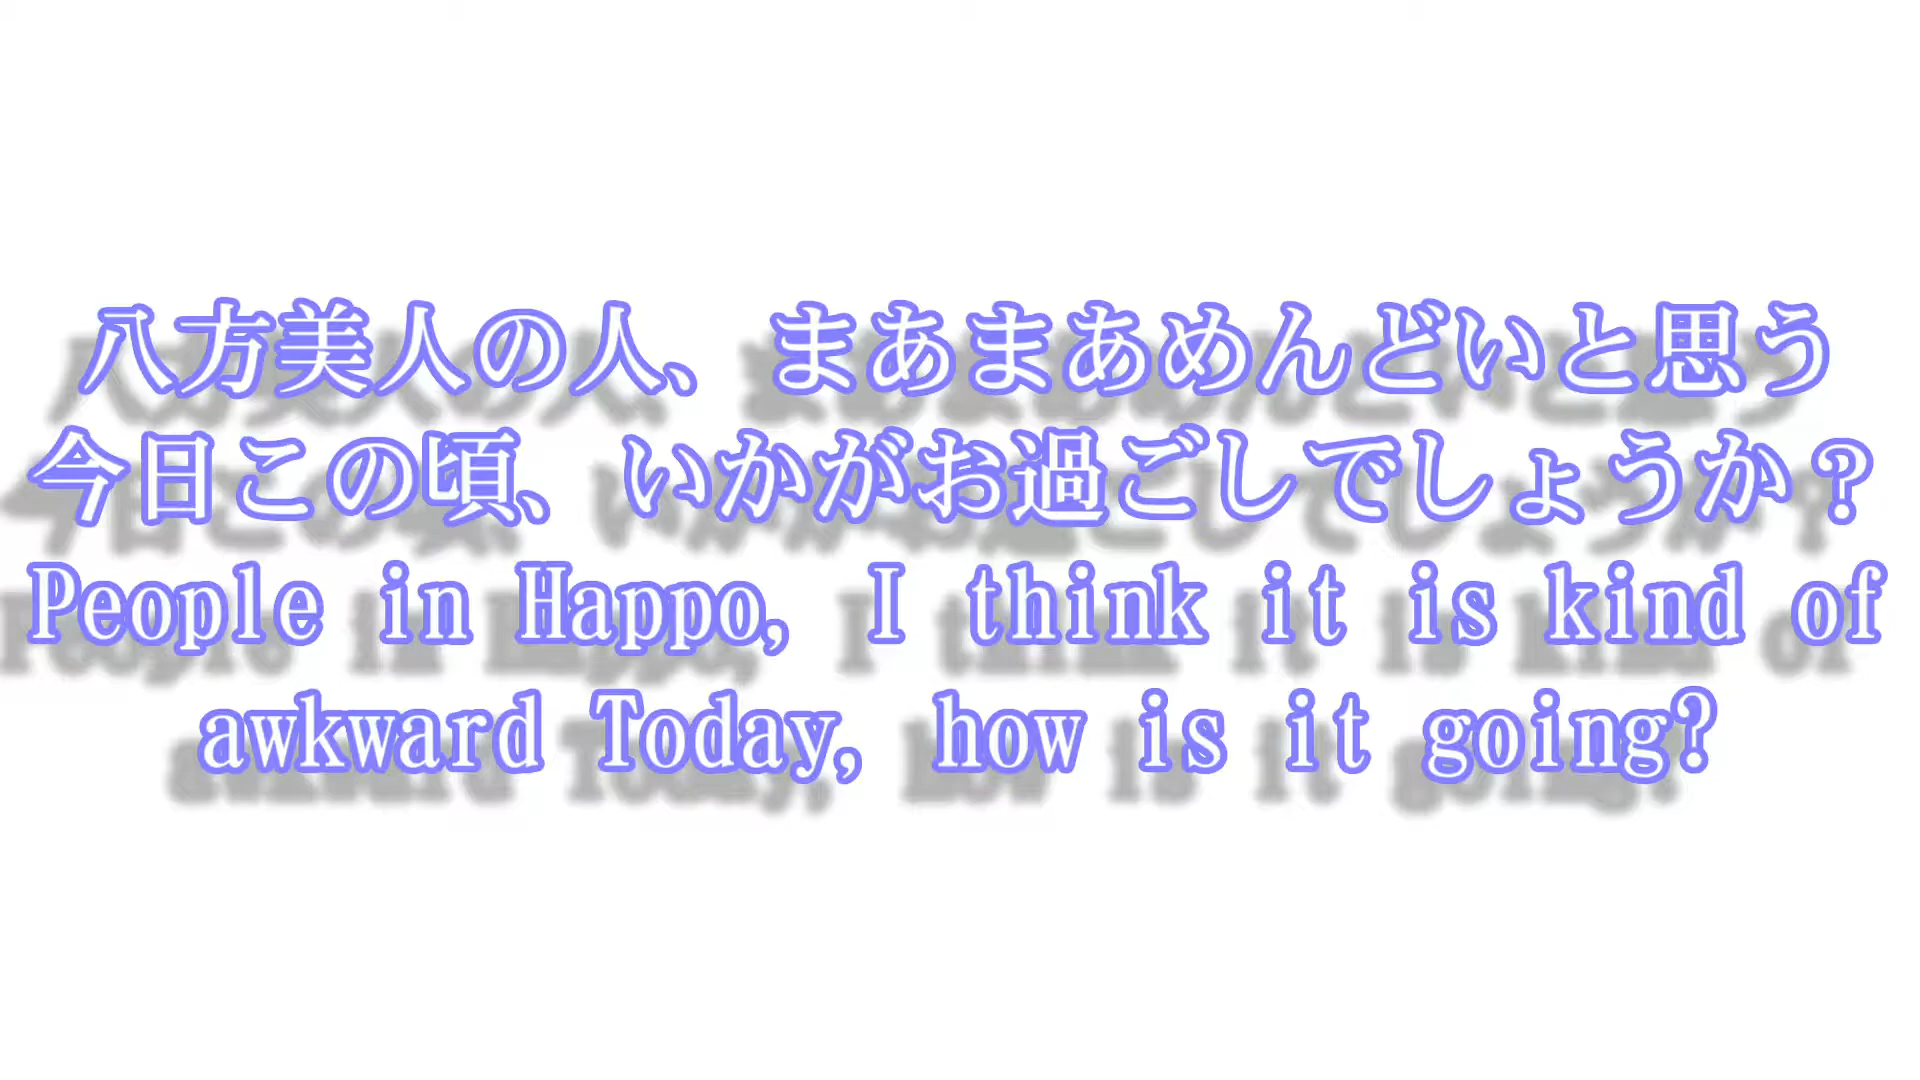 八方美人の人、まあまあめんどいと思う
今日この頃、いかがお過ごしでしょうか？
People in Happo, I think it is kind of
awkward Today, how is it going?